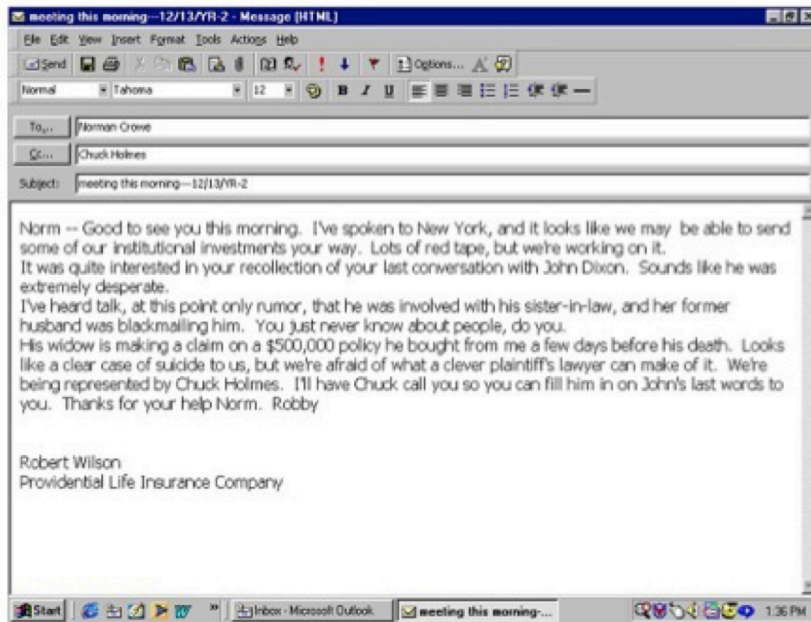 meeting this morning---12/13/YR-2 - Message (HTML)
File Edit View Insert Format Tools Actions Help
Send Options...
Normal Tahoma 12 B I U
To... Norman Crowe
Cc... Chuck Holmes
Subject: meeting this morning---12/13/YR-2
Norm -- Good to see you this morning. I've spoken to New York, and it looks like we may be able to send
some of our institutional investments your way. Lots of red tape, but we're working on it.
It was quite interested in your recollection of your last conversation with John Dixon. Sounds like he was
extremely desperate.
I've heard talk, at this point only rumor, that he was involved with his sister-in-law, and her former
husband was blackmailing him. You just never know about people, do you.
His widow is making a claim on a $500,000 policy he bought from me a few days before his death. Looks
like a clear case of suicide to us, but we're afraid of what a clever plaintiff's lawyer can make of it. We're
being represented by Chuck Holmes. I'll have Chuck call you so you can fill him in on John's last words to
you. Thanks for your help Norm. Robby
Robert Wilson
Providential Life Insurance Company
Start » Inbox - Microsoft Outlook meeting this morning-... 1:36 PM